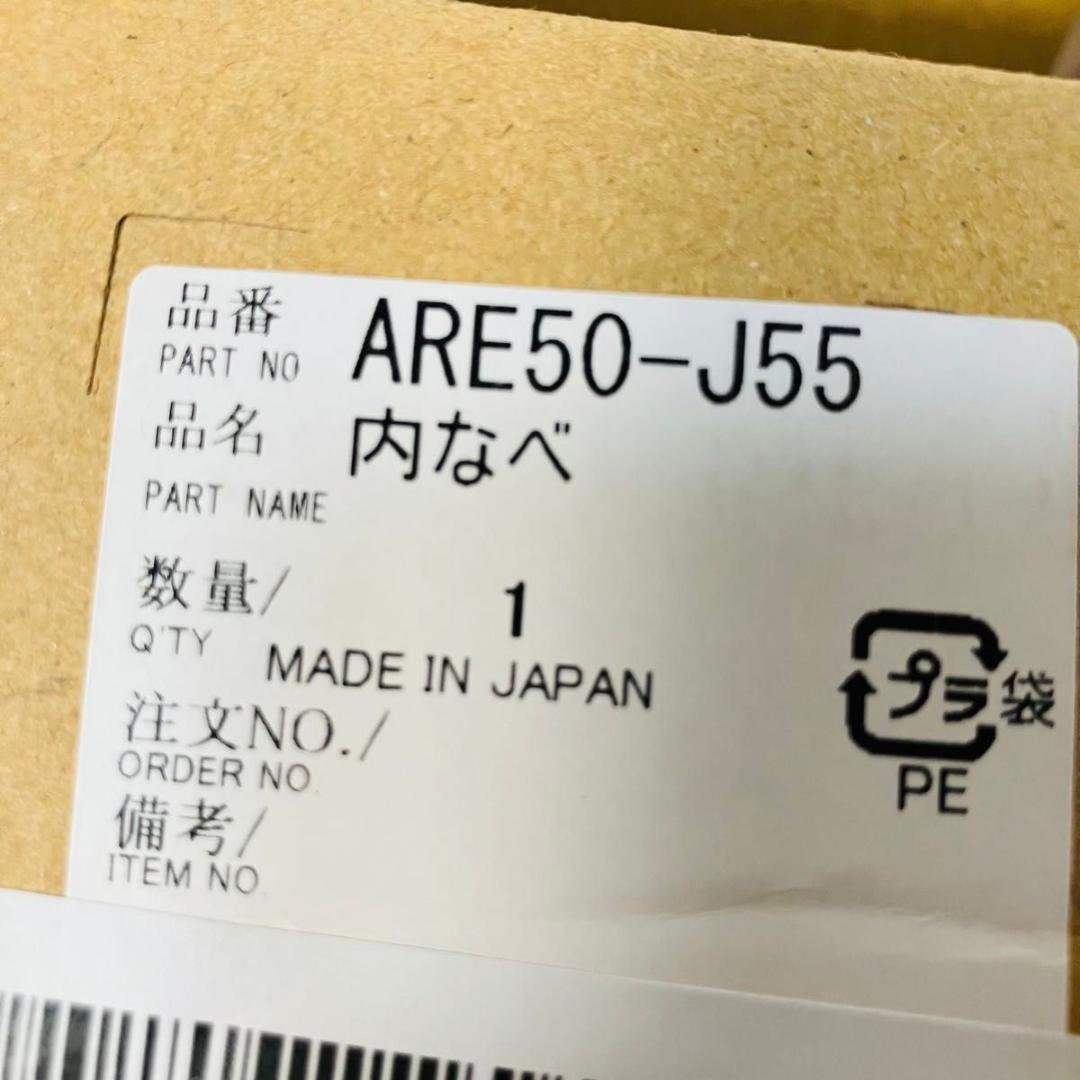 品番 ARE50-J55
PART NO
品名 内なべ
PART NAME
数量/ 1
Q'TY
MADE IN JAPAN
注文NO./
ORDER NO.
備考/
ITEM NO.
プラ 袋
PE